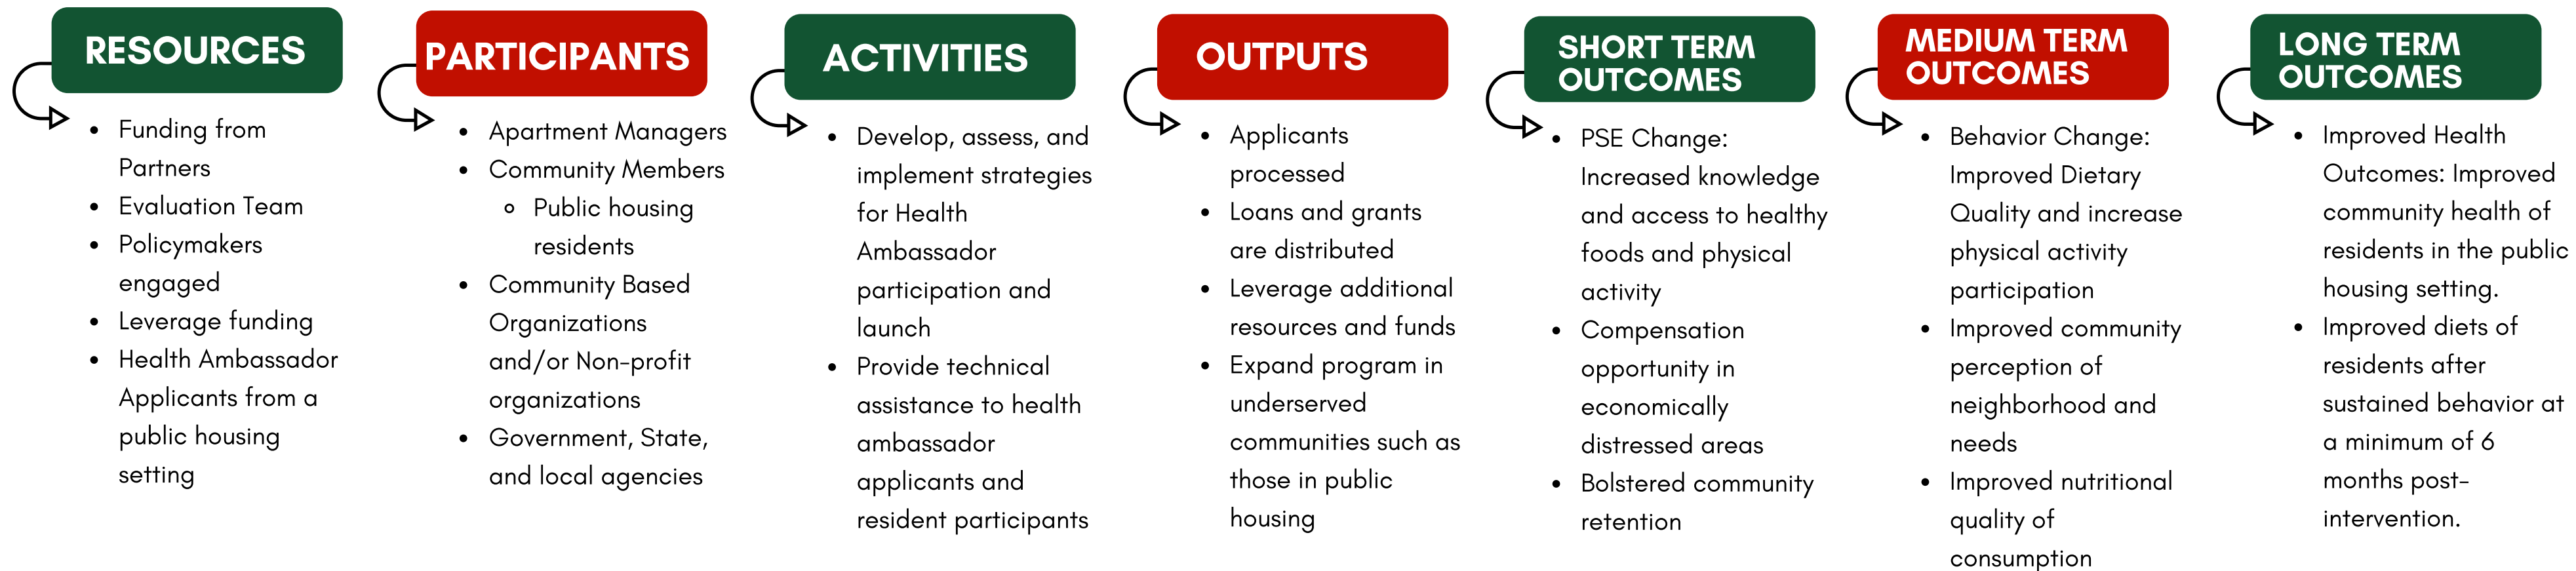 RESOURCES
Funding from
Partners
Evaluation Team
Policymakers
engaged
Leverage funding
Health Ambassador
Applicants from a
public housing
setting
PARTICIPANTS
Apartment Managers
Community Members
Public housing
residents
Community Based
Organizations
and/or Non-profit
organizations
Government, State,
and local agencies
ACTIVITIES
Develop, assess, and
implement strategies
for Health
Ambassador
participation and
launch
Provide technical
assistance to health
ambassador
applicants and
resident participants
OUTPUTS
Applicants
processed
Loans and grants
are distributed
Leverage additional
resources and funds
Expand program in
underserved
communities such as
those in public
housing
SHORT TERM
OUTCOMES
PSE Change:
Increased knowledge
and access to healthy
foods and physical
activity
Compensation
opportunity in
economically
distressed areas
Bolstered community
retention
MEDIUM TERM
OUTCOMES
Behavior Change:
Improved Dietary
Quality and increase
physical activity
participation
Improved community
perception of
neighborhood and
needs
Improved nutritional
quality of
consumption
LONG TERM
OUTCOMES
Improved Health
Outcomes: Improved
community health of
residents in the public
housing setting.
Improved diets of
residents after
sustained behavior at
a minimum of 6
months post-
intervention.